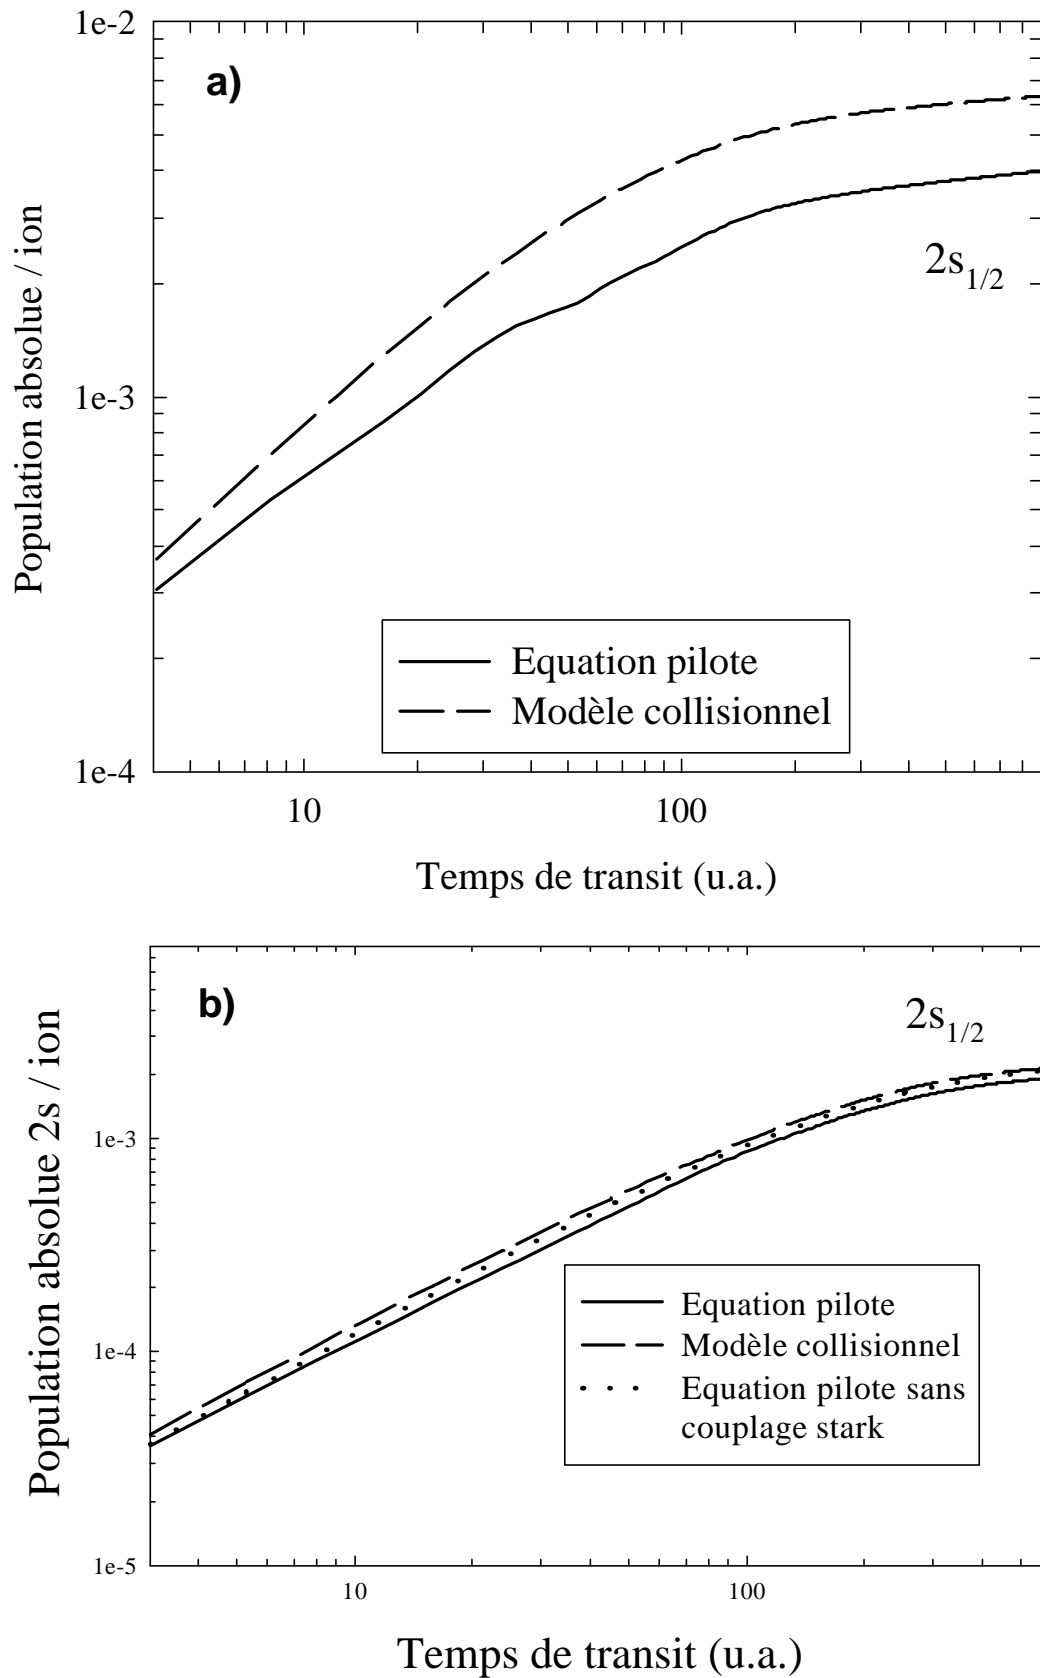 1e-2
a)
Population absolue / ion
2s1/2
1e-3
Equation pilote
Modèle collisionnel
1e-4
10 100
Temps de transit (u.a.)
b)
2s1/2
Population absolue 2s / ion
1e-3
Equation pilote
1e-4
Modèle collisionnel
Equation pilote sans
couplage stark
1e-5
10 100
Temps de transit (u.a.)